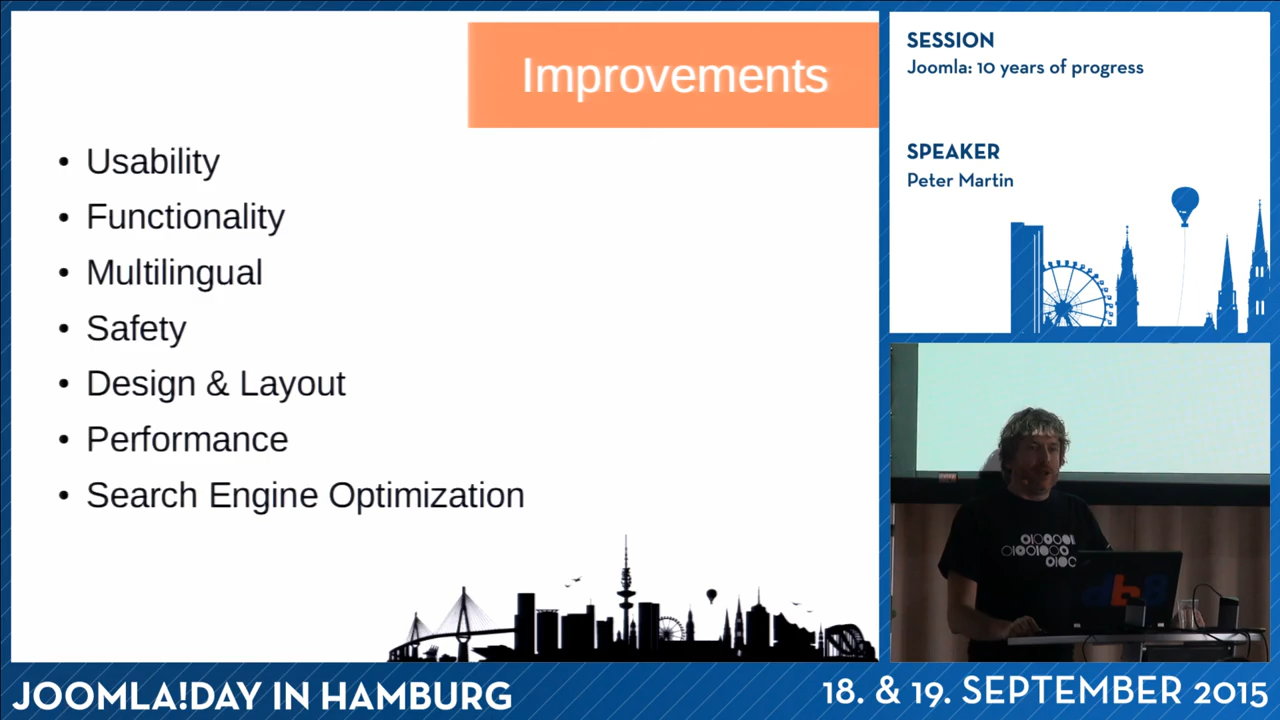 Improvements
• Usability
• Functionality
• Multilingual
• Safety
• Design & Layout
• Performance
• Search Engine Optimization
SESSION
Joomla: 10 years of progress
SPEAKER
Peter Martin
db8
JOOMLA!DAY IN HAMBURG
18. & 19. SEPTEMBER 2015